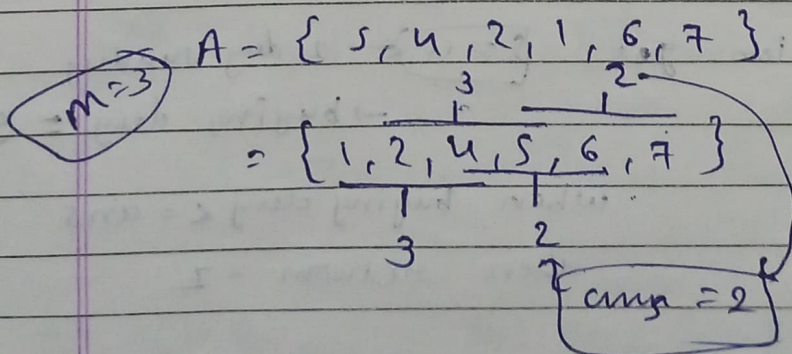 A = { 5, 4, 2, 1, 6, 7 }
m=3
3 2
= { 1, 2, 4, 5, 6, 7 }
3 2
ans = 2